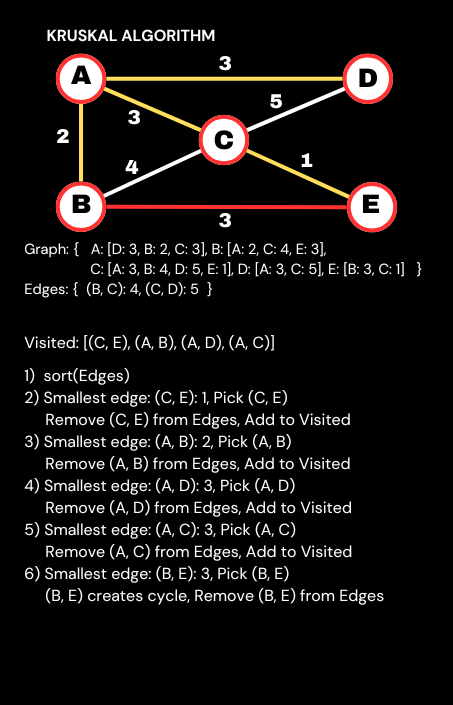 KRUSKAL ALGORITHM
3
A
D
5
3
C
2
4
1
B
E
3
Graph: { A: [D: 3, B: 2, C: 3], B: [A: 2, C: 4, E: 3],
C: [A: 3, B: 4, D: 5, E: 1], D: [A: 3, C: 5], E: [B: 3, C: 1] }
Edges: { (B, C): 4, (C, D): 5 }
Visited: [(C, E), (A, B), (A, D), (A, C)]
1) sort(Edges)
2) Smallest edge: (C, E): 1, Pick (C, E)
Remove (C, E) from Edges, Add to Visited
3) Smallest edge: (A, B): 2, Pick (A, B)
Remove (A, B) from Edges, Add to Visited
4) Smallest edge: (A, D): 3, Pick (A, D)
Remove (A, D) from Edges, Add to Visited
5) Smallest edge: (A, C): 3, Pick (A, C)
Remove (A, C) from Edges, Add to Visited
6) Smallest edge: (B, E): 3, Pick (B, E)
(B, E) creates cycle, Remove (B, E) from Edges